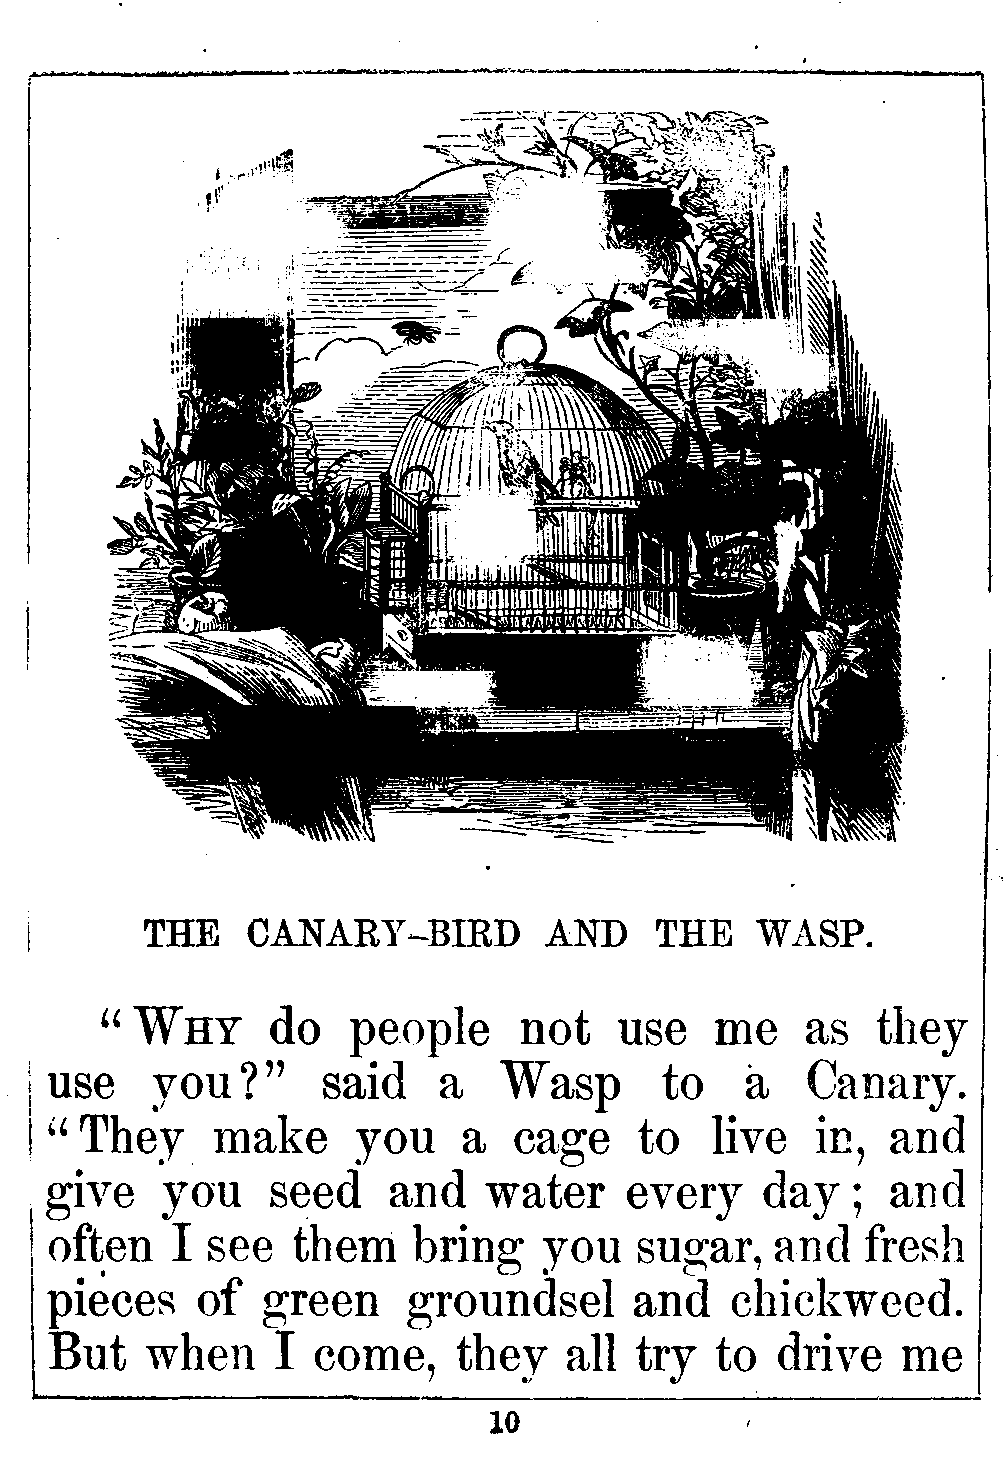 THE CANARY-BIRD AND THE WASP.
"WHY do people not use me as they
use you?" said a Wasp to a Canary.
"They make you a cage to live in, and
give you seed and water every day; and
often I see them bring you sugar, and fresh
pieces of green groundsel and chickweed.
But when I come, they all try to drive me
10